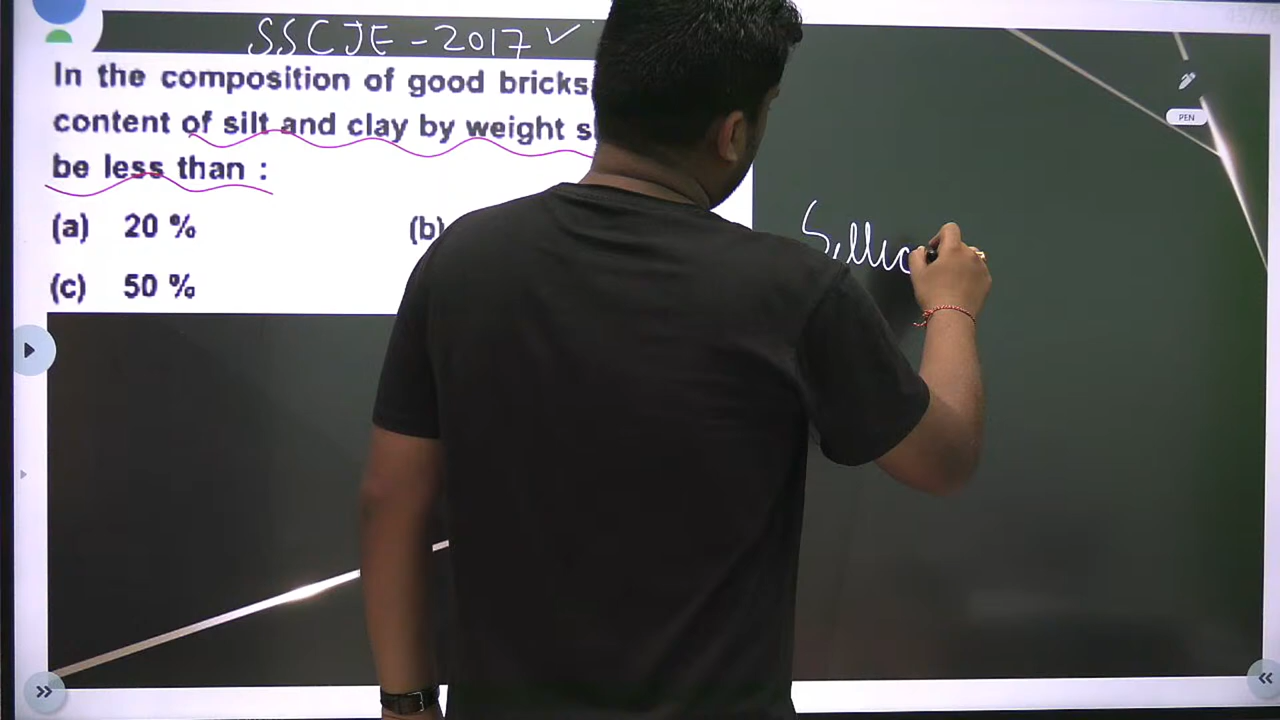 SSCJE - 2017
In the composition of good bricks,
content of silt and clay by weight s
be less than :
(a) 20 % (b)
(c) 50 %
PEN